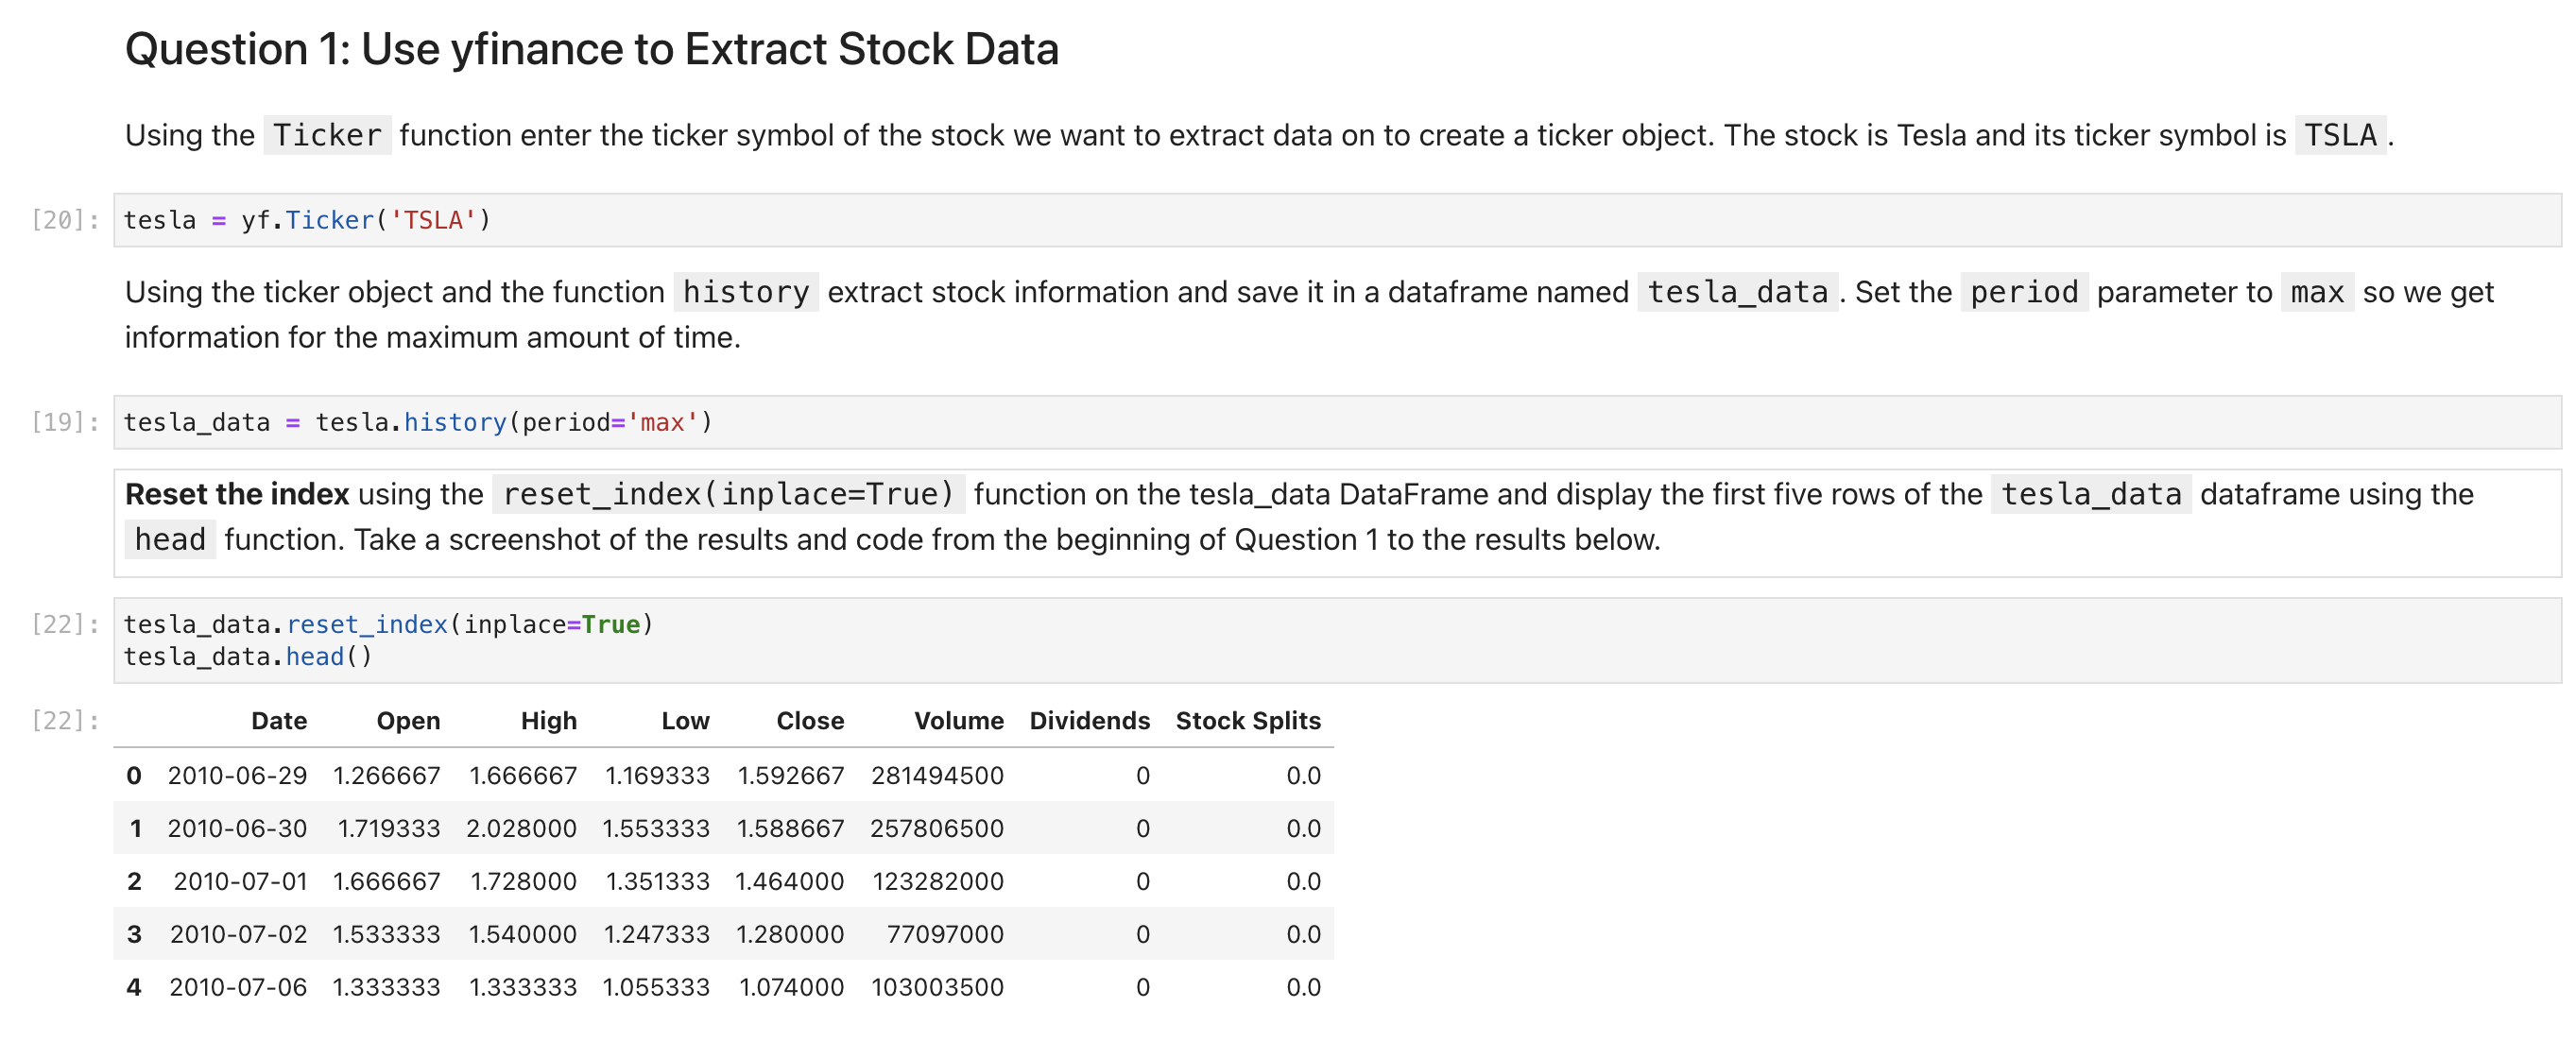 Question 1: Use yfinance to Extract Stock Data
Using the Ticker function enter the ticker symbol of the stock we want to extract data on to create a ticker object. The stock is Tesla and its ticker symbol is TSLA.
[20]: tesla = yf.Ticker('TSLA')
Using the ticker object and the function history extract stock information and save it in a dataframe named tesla_data. Set the period parameter to max so we get
information for the maximum amount of time.
[19]: tesla_data = tesla.history(period='max')
Reset the index using the reset_index(inplace=True) function on the tesla_data DataFrame and display the first five rows of the tesla_data dataframe using the
head function. Take a screenshot of the results and code from the beginning of Question 1 to the results below.
[22]: tesla_data.reset_index(inplace=True)
tesla_data.head()
[22]: Date Open High Low Close Volume Dividends Stock Splits
0 2010-06-29 1.266667 1.666667 1.169333 1.592667 281494500 0 0.0
1 2010-06-30 1.719333 2.028000 1.553333 1.588667 257806500 0 0.0
2 2010-07-01 1.666667 1.728000 1.351333 1.464000 123282000 0 0.0
3 2010-07-02 1.533333 1.540000 1.247333 1.280000 77097000 0 0.0
4 2010-07-06 1.333333 1.333333 1.055333 1.074000 103003500 0 0.0